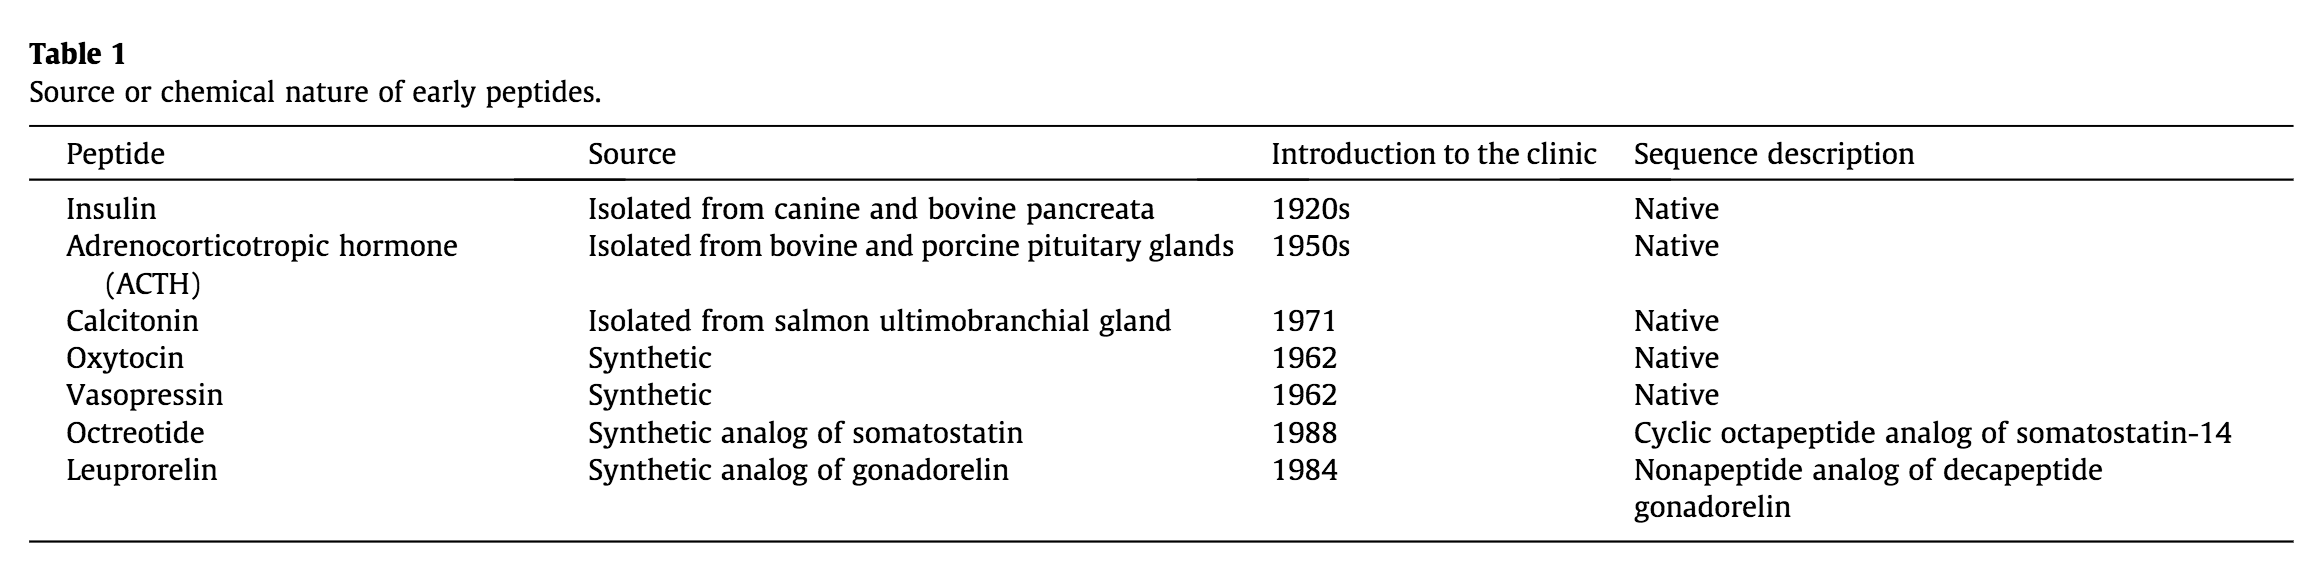 Table 1
Source or chemical nature of early peptides.
Peptide Source Introduction to the clinic Sequence description
Insulin Isolated from canine and bovine pancreata 1920s Native
Adrenocorticotropic hormone Isolated from bovine and porcine pituitary glands 1950s Native
(ACTH)
Calcitonin Isolated from salmon ultimobranchial gland 1971 Native
Oxytocin Synthetic 1962 Native
Vasopressin Synthetic 1962 Native
Octreotide Synthetic analog of somatostatin 1988 Cyclic octapeptide analog of somatostatin-14
Leuprorelin Synthetic analog of gonadorelin 1984 Nonapeptide analog of decapeptide
gonadorelin